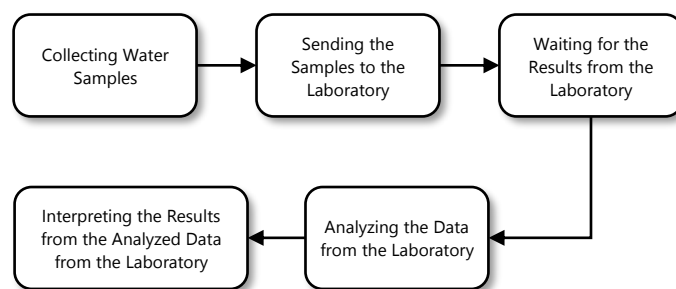 Collecting Water
Samples
Sending the
Samples to the
Laboratory
Waiting for the
Results from the
Laboratory
Analyzing the Data
from the Laboratory
Interpreting the Results
from the Analyzed Data
from the Laboratory